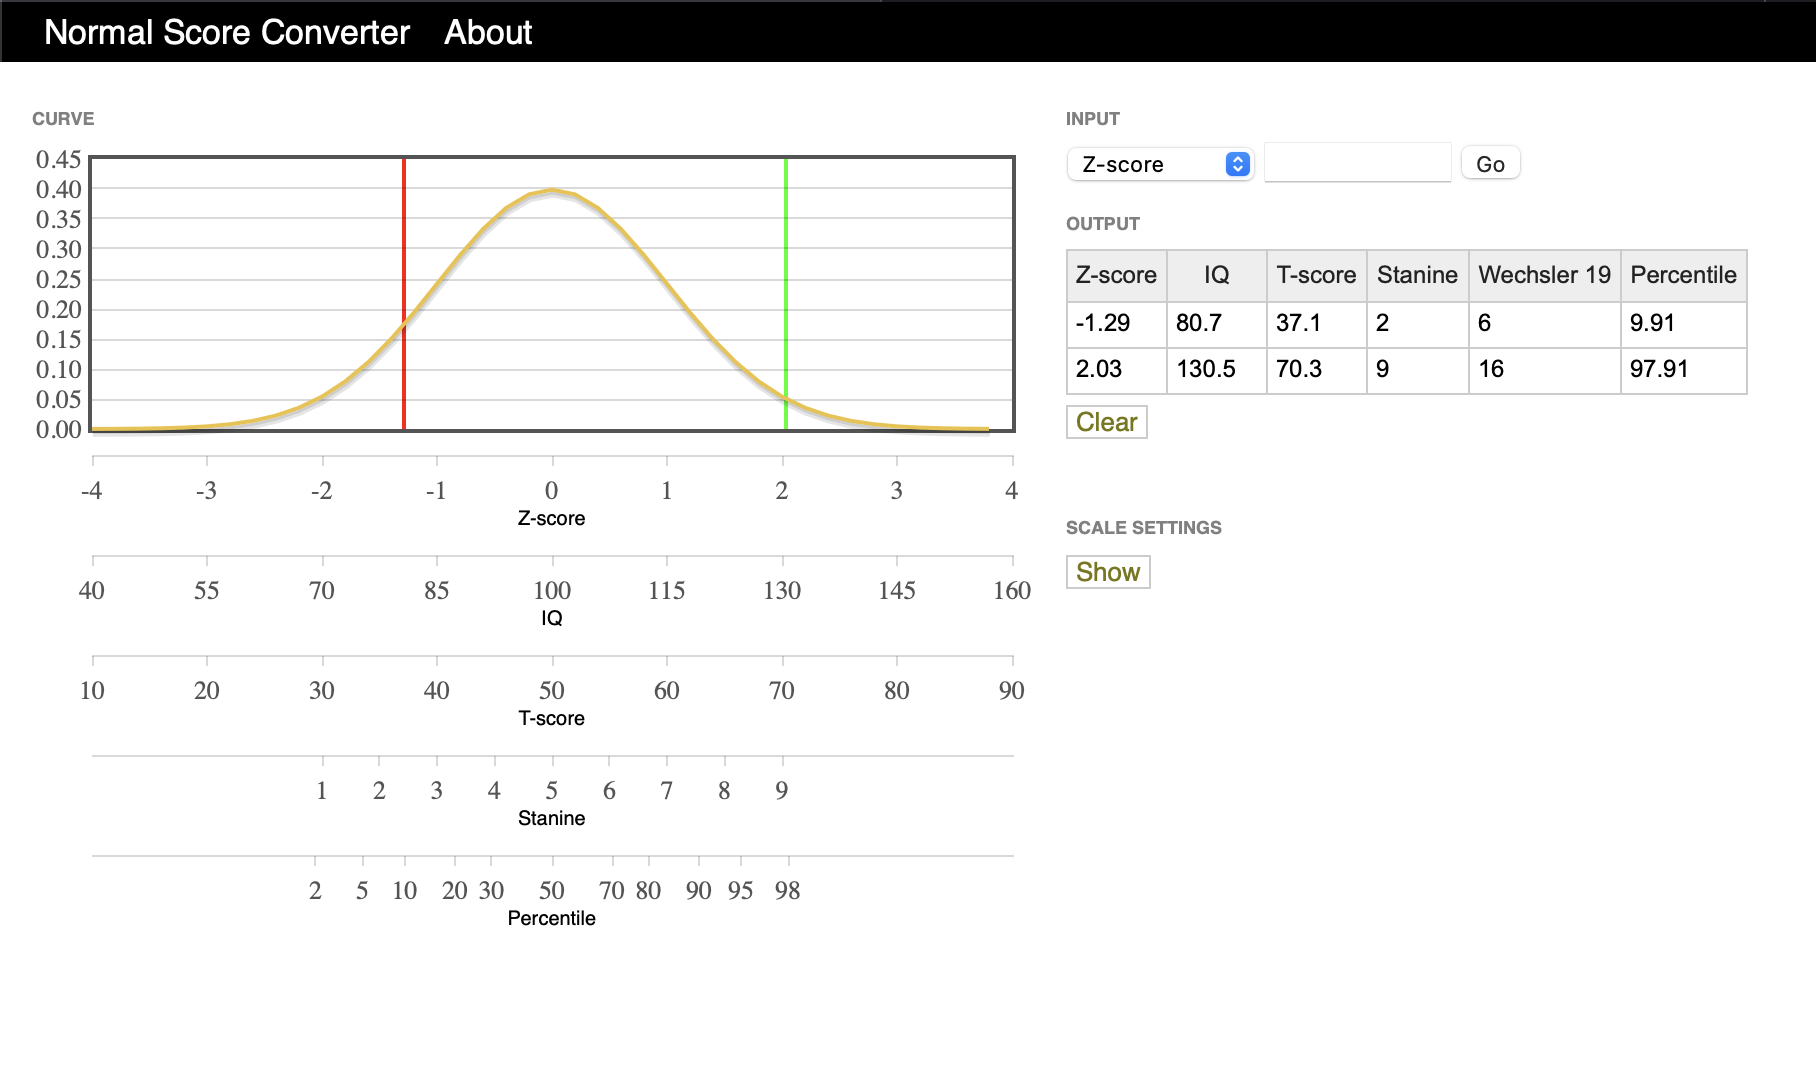 Normal Score Converter About
CURVE
0.45
0.40
0.35
0.30
0.25
0.20
0.15
0.10
0.05
0.00
-4 -3 -2 -1 0 1 2 3 4
Z-score
40 55 70 85 100 115 130 145 160
IQ
10 20 30 40 50 60 70 80 90
T-score
1 2 3 4 5 6 7 8 9
Stanine
2 5 10 20 30 50 70 80 90 95 98
Percentile
INPUT
Z-score Go
OUTPUT
Z-score IQ T-score Stanine Wechsler 19 Percentile
-1.29 80.7 37.1 2 6 9.91
2.03 130.5 70.3 9 16 97.91
Clear
SCALE SETTINGS
Show